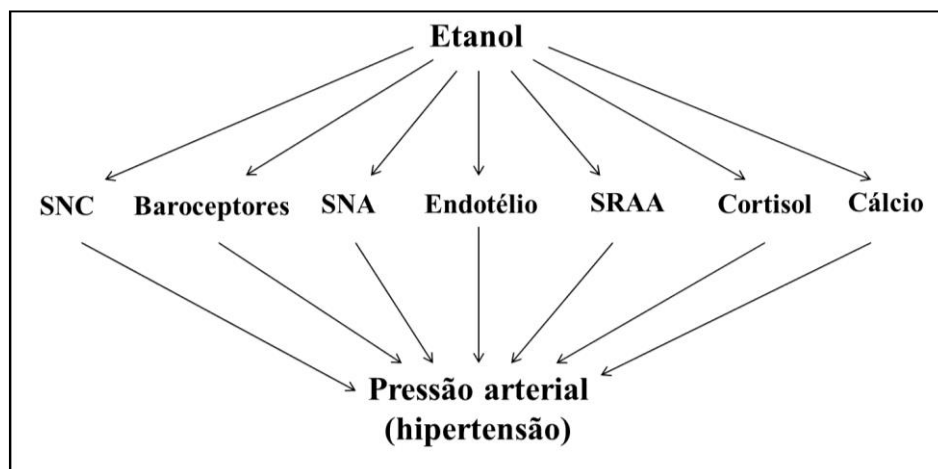 Etanol
SNC Baroceptores SNA Endotélio SRAA Cortisol Cálcio
Pressão arterial
(hipertensão)